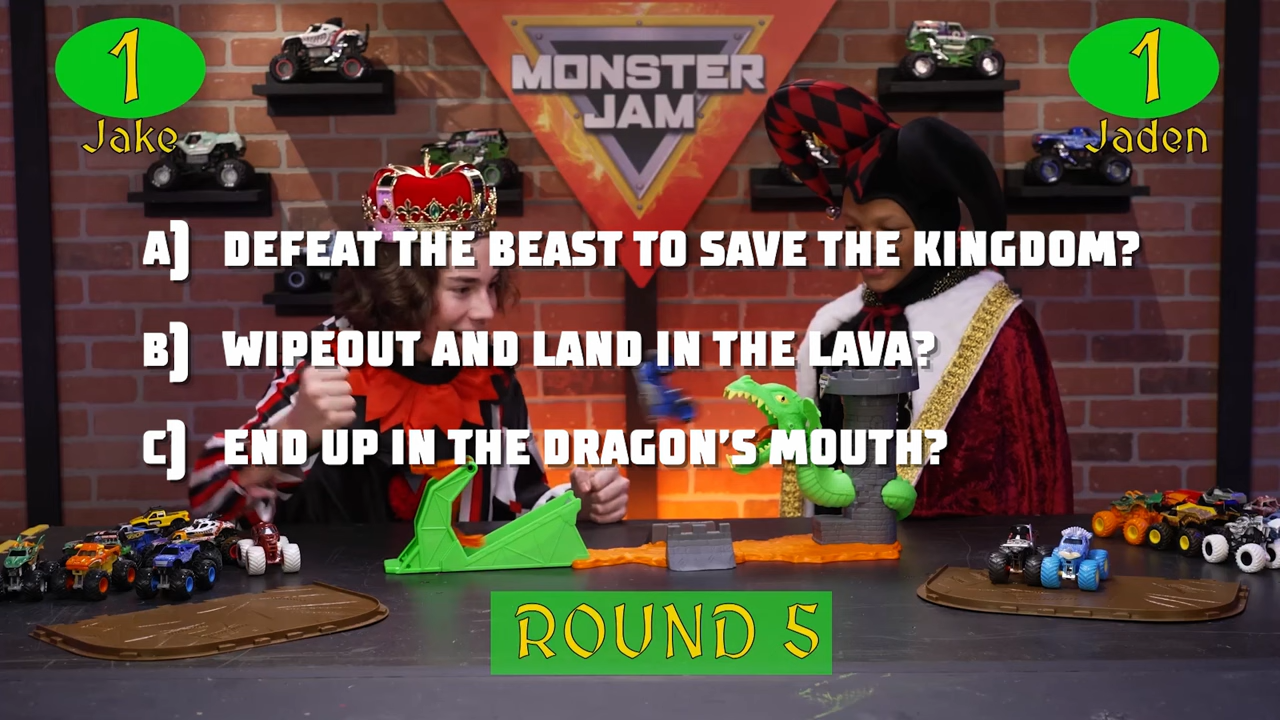 1
Jake
MONSTER
JAM
1
Jaden
A) DEFEAT THE BEAST TO SAVE THE KINGDOM?
B) WIPEOUT AND LAND IN THE LAVA?
C) END UP IN THE DRAGON'S MOUTH?
ROUND 5